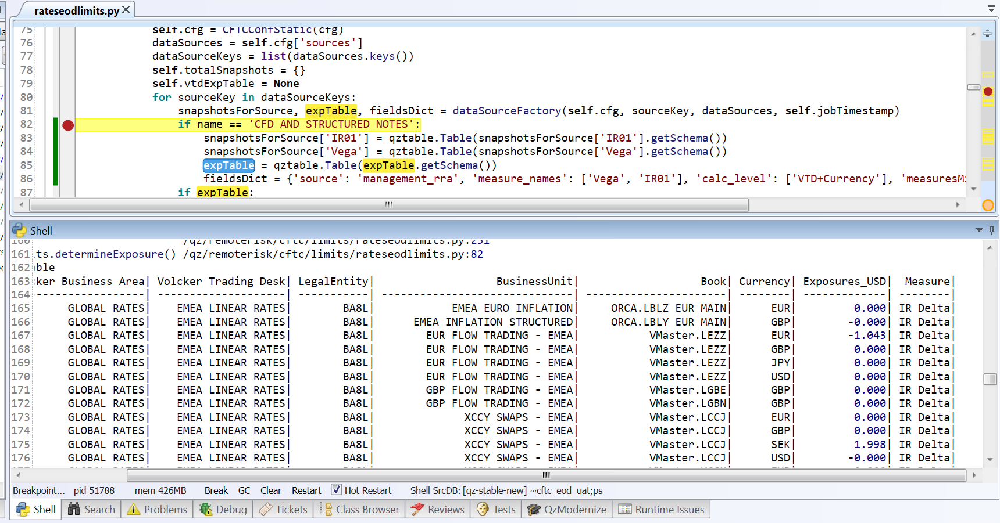 rateseodlimits.py
75 self.cfg = CFTCConfStatic(cfg)
76 dataSources = self.cfg['sources']
77 dataSourceKeys = list(dataSources.keys())
78 self.totalSnapshots = {}
79 self.vtdExpTable = None
80 for sourceKey in dataSourceKeys:
81 snapshotsForSource, expTable, fieldsDict = dataSourceFactory(self.cfg, sourceKey, dataSources, self.jobTimestamp)
82 if name == 'CFD AND STRUCTURED NOTES':
83 snapshotsForSource['IR01'] = qztable.Table(snapshotsForSource['IR01'].getSchema())
84 snapshotsForSource['Vega'] = qztable.Table(snapshotsForSource['Vega'].getSchema())
85 expTable = qztable.Table(expTable.getSchema())
86 fieldsDict = {'source': 'management_rra', 'measure_names': ['Vega', 'IR01'], 'calc_level': ['VTD+Currency'], 'measuresM
87 if expTable:
Shell
160 /qz/remoterisk/cftc/limits/rateseodlimits.py:231
161 ts.determineExposure() /qz/remoterisk/cftc/limits/rateseodlimits.py:82
162 ble
163 ker Business Area| Volcker Trading Desk| LegalEntity| BusinessUnit| Book| Currency| Exposures_USD| Measure|
164 -----------------| --------------------| -----------| ------------------------------| ----------------------| --------| -------------| --------|
165 GLOBAL RATES| EMEA LINEAR RATES| BA8L| EMEA EURO INFLATION| ORCA.LBLZ EUR MAIN| EUR| 0.000| IR Delta|
166 GLOBAL RATES| EMEA LINEAR RATES| BA8L| EMEA INFLATION STRUCTURED| ORCA.LBLY EUR MAIN| GBP| -0.000| IR Delta|
167 GLOBAL RATES| EMEA LINEAR RATES| BA8L| EUR FLOW TRADING - EMEA| VMaster.LEZZ| EUR| -1.043| IR Delta|
168 GLOBAL RATES| EMEA LINEAR RATES| BA8L| EUR FLOW TRADING - EMEA| VMaster.LEZZ| GBP| 0.000| IR Delta|
169 GLOBAL RATES| EMEA LINEAR RATES| BA8L| EUR FLOW TRADING - EMEA| VMaster.LEZZ| JPY| 0.000| IR Delta|
170 GLOBAL RATES| EMEA LINEAR RATES| BA8L| EUR FLOW TRADING - EMEA| VMaster.LEZZ| USD| 0.000| IR Delta|
171 GLOBAL RATES| EMEA LINEAR RATES| BA8L| GBP FLOW TRADING - EMEA| VMaster.LGBE| GBP| 0.000| IR Delta|
172 GLOBAL RATES| EMEA LINEAR RATES| BA8L| GBP FLOW TRADING - EMEA| VMaster.LGBN| GBP| 0.000| IR Delta|
173 GLOBAL RATES| EMEA LINEAR RATES| BA8L| XCCY SWAPS - EMEA| VMaster.LCCJ| EUR| 0.000| IR Delta|
174 GLOBAL RATES| EMEA LINEAR RATES| BA8L| XCCY SWAPS - EMEA| VMaster.LCCJ| GBP| 0.000| IR Delta|
175 GLOBAL RATES| EMEA LINEAR RATES| BA8L| XCCY SWAPS - EMEA| VMaster.LCCJ| SEK| 1.998| IR Delta|
176 GLOBAL RATES| EMEA LINEAR RATES| BA8L| XCCY SWAPS - EMEA| VMaster.LCCJ| USD| -0.000| IR Delta|
Breakpoint... pid 51788 mem 426MB Break GC Clear Restart Hot Restart Shell SrcDB: [qz-stable-new] ~cftc_eod_uat;ps
Shell Search Problems Debug Tickets Class Browser Reviews Tests QzModernize Runtime Issues